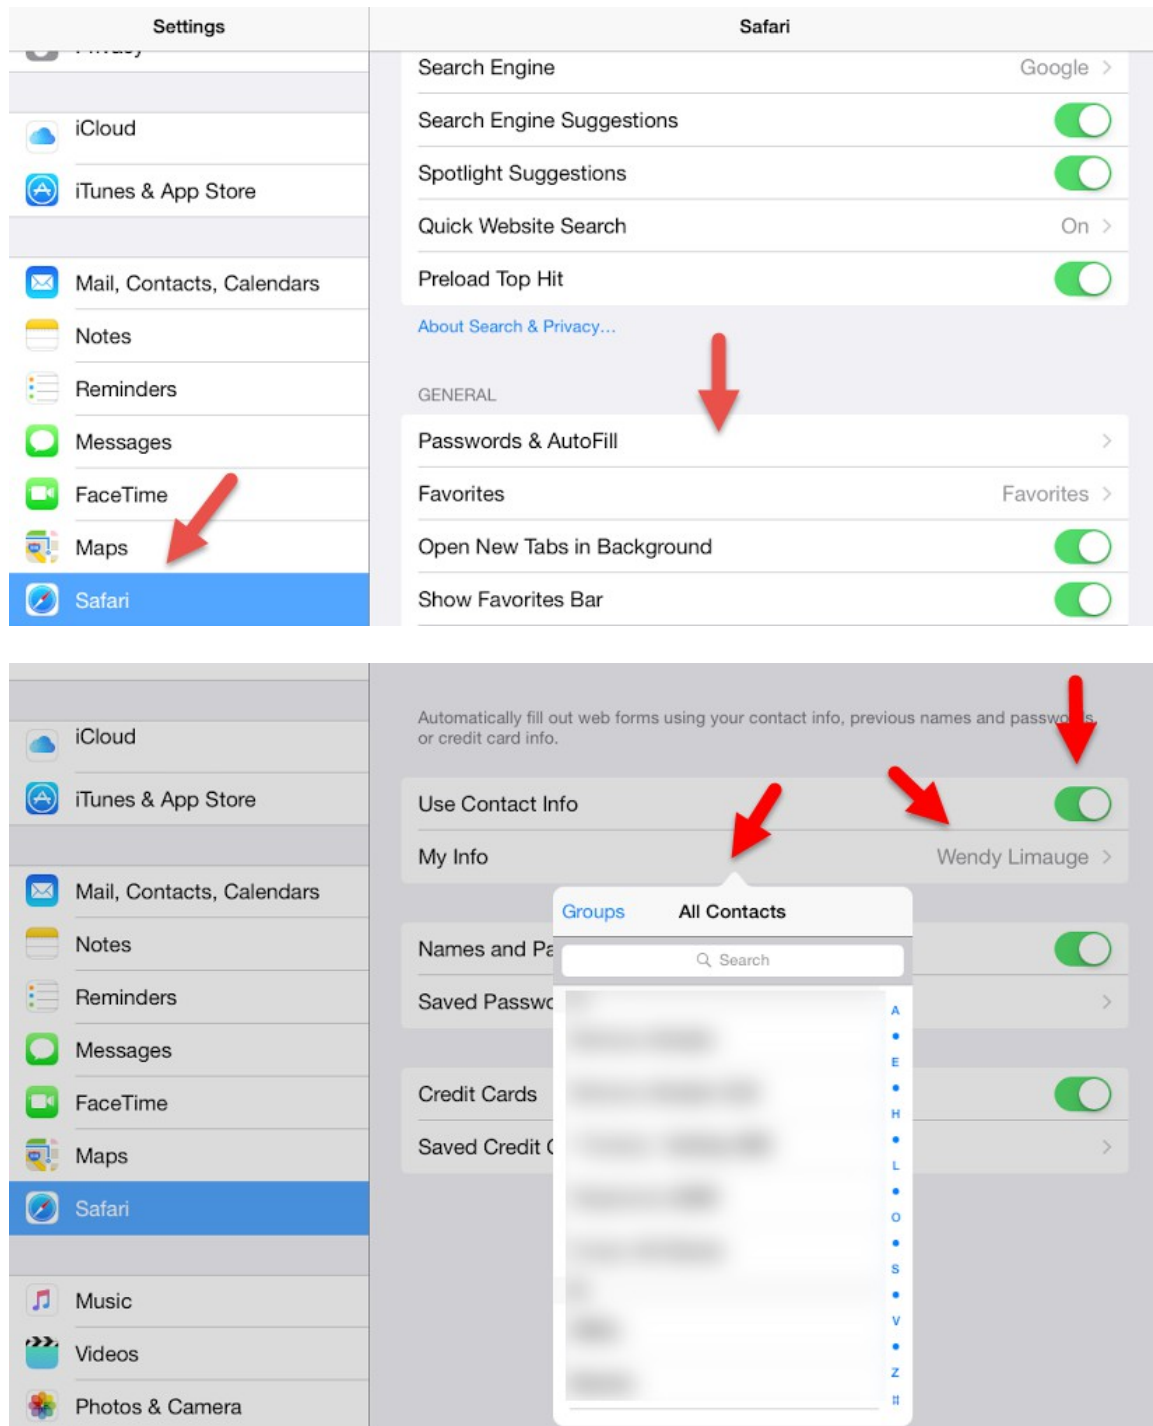 Settings
Safari
Privacy
iCloud
iTunes & App Store
Mail, Contacts, Calendars
Notes
Reminders
Messages
FaceTime
Maps
Safari
Search Engine Google
Search Engine Suggestions
Spotlight Suggestions
Quick Website Search On
Preload Top Hit
About Search & Privacy...
GENERAL
Passwords & AutoFill
Favorites Favorites
Open New Tabs in Background
Show Favorites Bar
iCloud
iTunes & App Store
Mail, Contacts, Calendars
Notes
Reminders
Messages
FaceTime
Maps
Safari
Music
Videos
Photos & Camera
Automatically fill out web forms using your contact info, previous names and passwords,
or credit card info.
Use Contact Info
My Info Wendy Limauge
Names and Pa
Saved Passwo
Credit Cards
Saved Credit C
Groups All Contacts
Search
A
E
H
L
O
S
V
Z
#